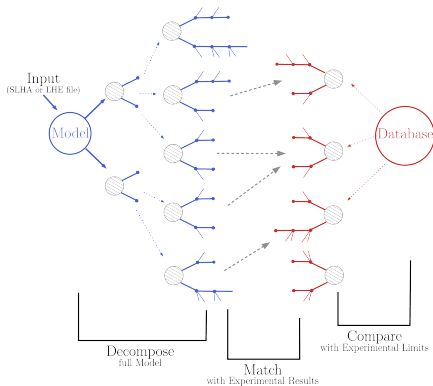 Input
(SLHA or LHE file)
Model
Database
Decompose
full Model
Match
with Experimental Results
Compare
with Experimental Limits